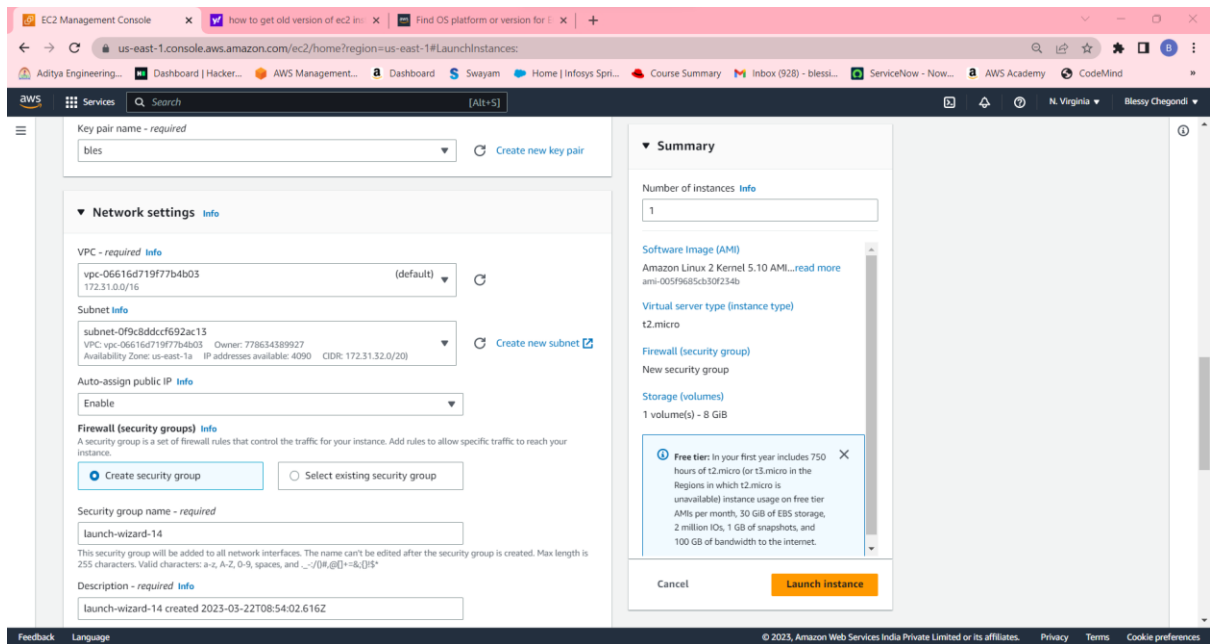 EC2 Management Console
how to get old version of ec2 ins
Find OS platform or version for E
us-east-1.console.aws.amazon.com/ec2/home?region=us-east-1#LaunchInstances:
Aditya Engineering... Dashboard | Hacker... AWS Management... Dashboard Swayam Home | Infosys Spri... Course Summary Inbox (928) - blessi... ServiceNow - Now... AWS Academy CodeMind »
aws Services Search [Alt+S] N. Virginia Blessy Chegondi
Key pair name - required
bles
Create new key pair
Network settings Info
VPC - required Info
vpc-06616d719f77b4b03 (default)
172.31.0.0/16
Subnet Info
subnet-0f9c8ddccf692ac13
VPC: vpc-06616d719f77b4b03 Owner: 778634389927
Availability Zone: us-east-1a IP addresses available: 4090 CIDR: 172.31.32.0/20)
Create new subnet
Auto-assign public IP Info
Enable
Firewall (security groups) Info
A security group is a set of firewall rules that control the traffic for your instance. Add rules to allow specific traffic to reach your
instance.
Create security group
Select existing security group
Security group name - required
launch-wizard-14
This security group will be added to all network interfaces. The name can't be edited after the security group is created. Max length is
255 characters. Valid characters: a-z, A-Z, 0-9, spaces, and ._-:/()#,@[]+=&;{}!$*
Description - required Info
launch-wizard-14 created 2023-03-22T08:54:02.616Z
Summary
Number of instances Info
1
Software Image (AMI)
Amazon Linux 2 Kernel 5.10 AMI...read more
ami-005f9685cb30f234b
Virtual server type (instance type)
t2.micro
Firewall (security group)
New security group
Storage (volumes)
1 volume(s) - 8 GiB
Free tier: In your first year includes 750
hours of t2.micro (or t3.micro in the
Regions in which t2.micro is
unavailable) instance usage on free tier
AMIs per month, 30 GiB of EBS storage,
2 million IOs, 1 GB of snapshots, and
100 GB of bandwidth to the internet.
Cancel
Launch instance
Feedback Language © 2023, Amazon Web Services India Private Limited or its affiliates. Privacy Terms Cookie preferences